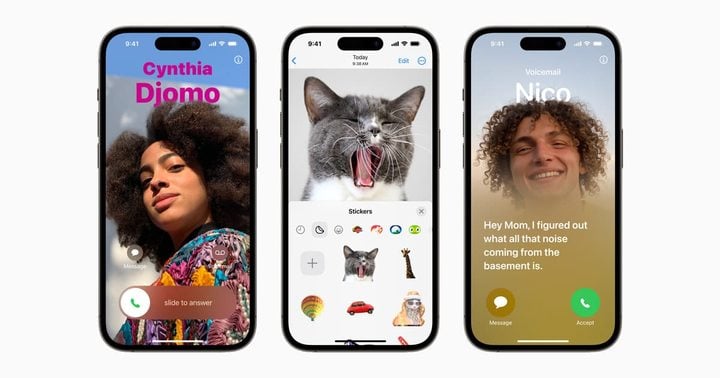 9:41
Cynthia
Djomo
Message
slide to answer
9:41
Today
9:38 AM
Edit
Stickers
9:41
Voicemail
Nico
Hey Mom, I figured out
what all that noise
coming from the
basement is.
Message
Accept